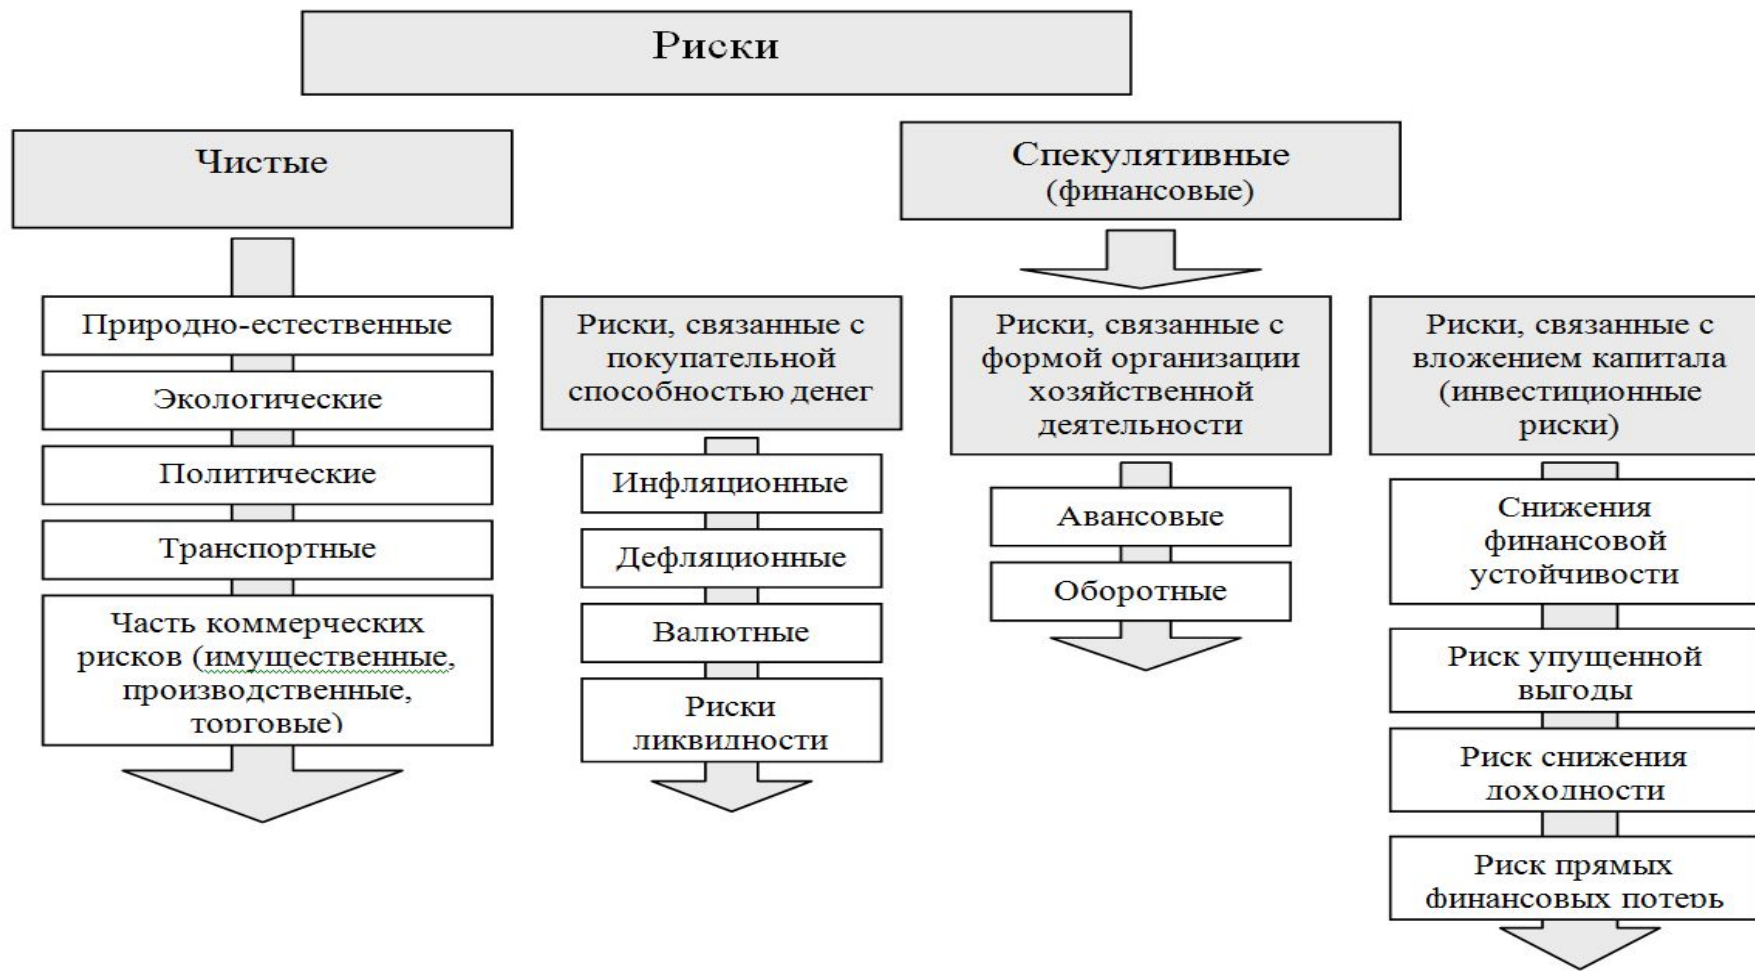 Риски
Чистые
Спекулятивные
(финансовые)
Природно-естественные
Экологические
Политические
Транспортные
Часть коммерческих
рисков (имущественные,
производственные,
торговые)
Риски, связанные с
покупательной
способностью денег
Инфляционные
Дефляционные
Валютные
Риски
ликвидности
Риски, связанные с
формой организации
хозяйственной
деятельности
Авансовые
Оборотные
Риски, связанные с
вложением капитала
(инвестиционные
риски)
Снижения
финансовой
устойчивости
Риск упущенной
выгоды
Риск снижения
доходности
Риск прямых
финансовых потерь